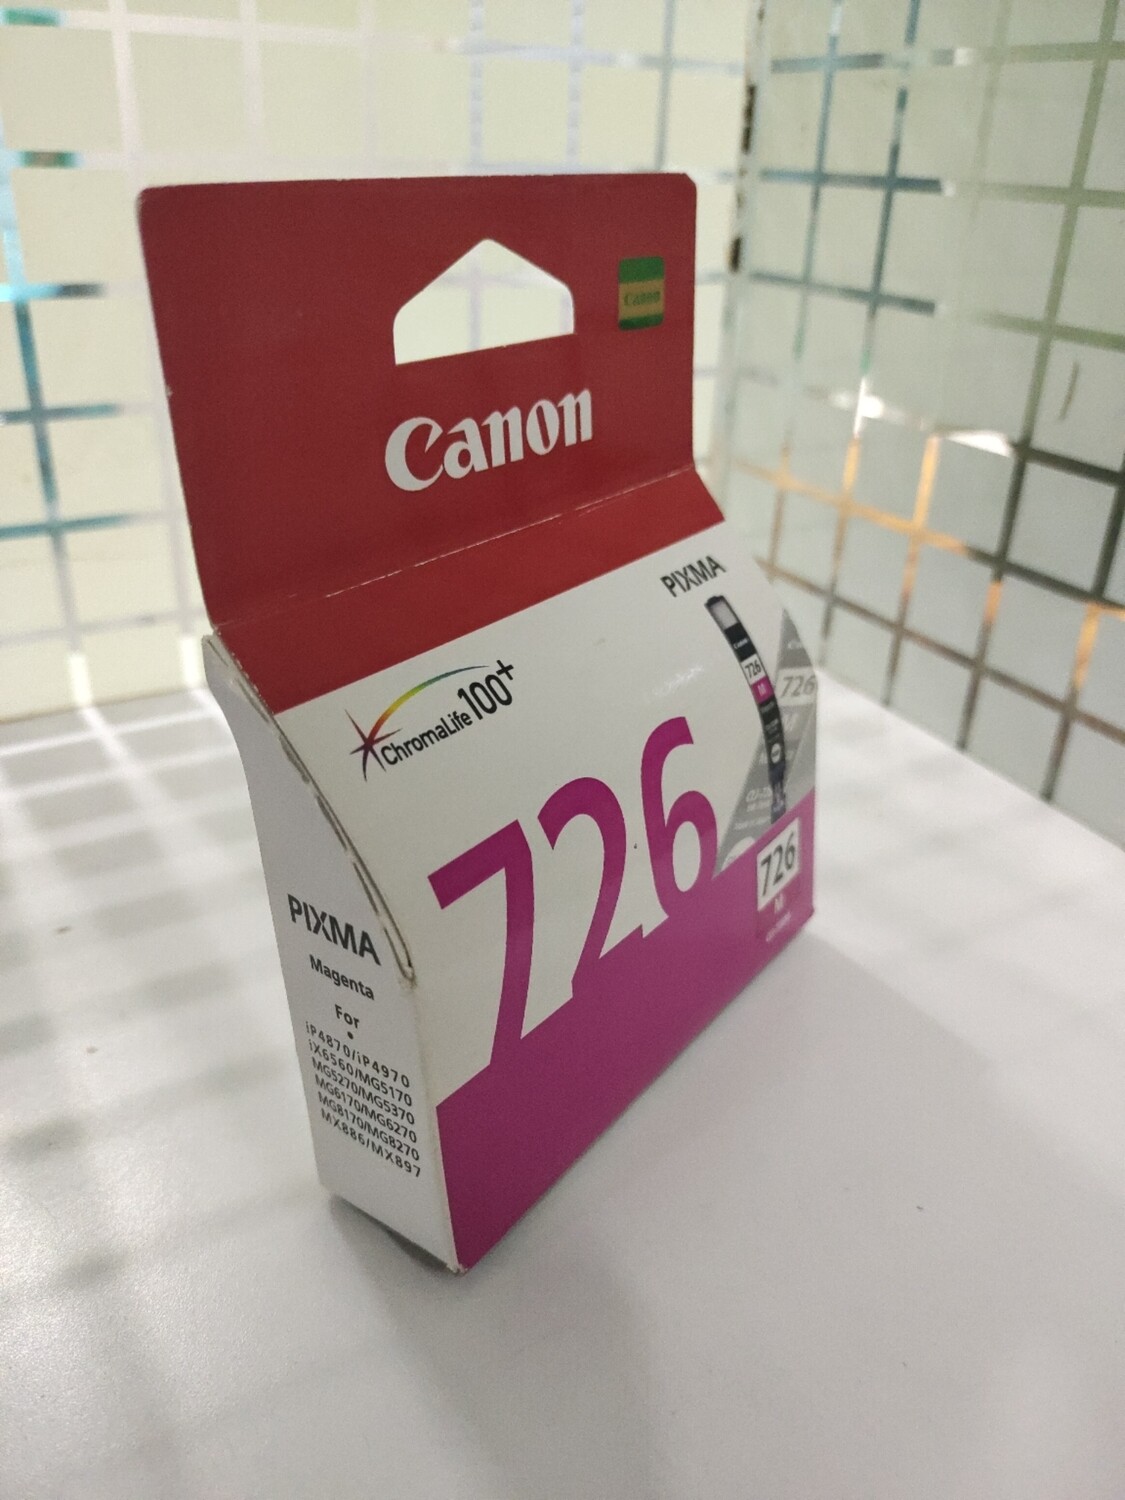 Canon
Canon
PIXMA
ChromaLife100+
726
M
726
726
726
M
PIXMA
Magenta
For
iP4870/iP4970
iX6560/MG5170
MG5270/MG5370
MG6170/MG6270
MG8170/MG8270
MX886/MX897